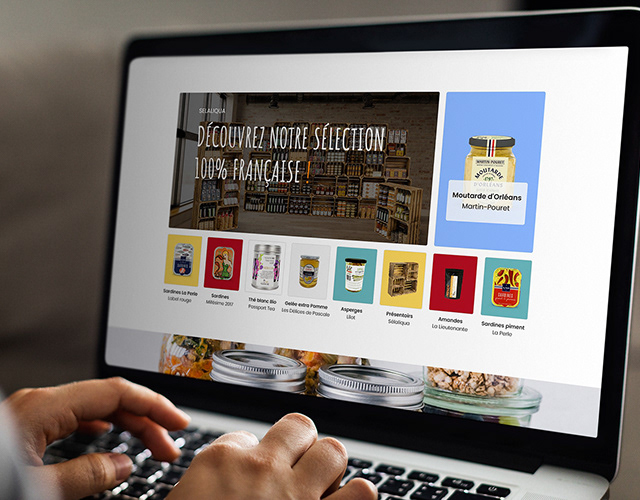 SELALIQUA
DÉCOUVREZ NOTRE SÉLECTION
100% FRANÇAISE !
MARTIN POURET
MOUTARDE
D'ORLÉANS
Moutarde d'Orléans
Martin-Pouret
Sardines La Perle
Label rouge
Sardines
Millésime 2017
Thé blanc Bio
Passport Tea
Gelée extra Pomme
Les Délices de Pascale
Asperges
Lilot
Présentoirs
Sélaliqua
Amandes
La Lieutenante
Sardines piment
La Perle